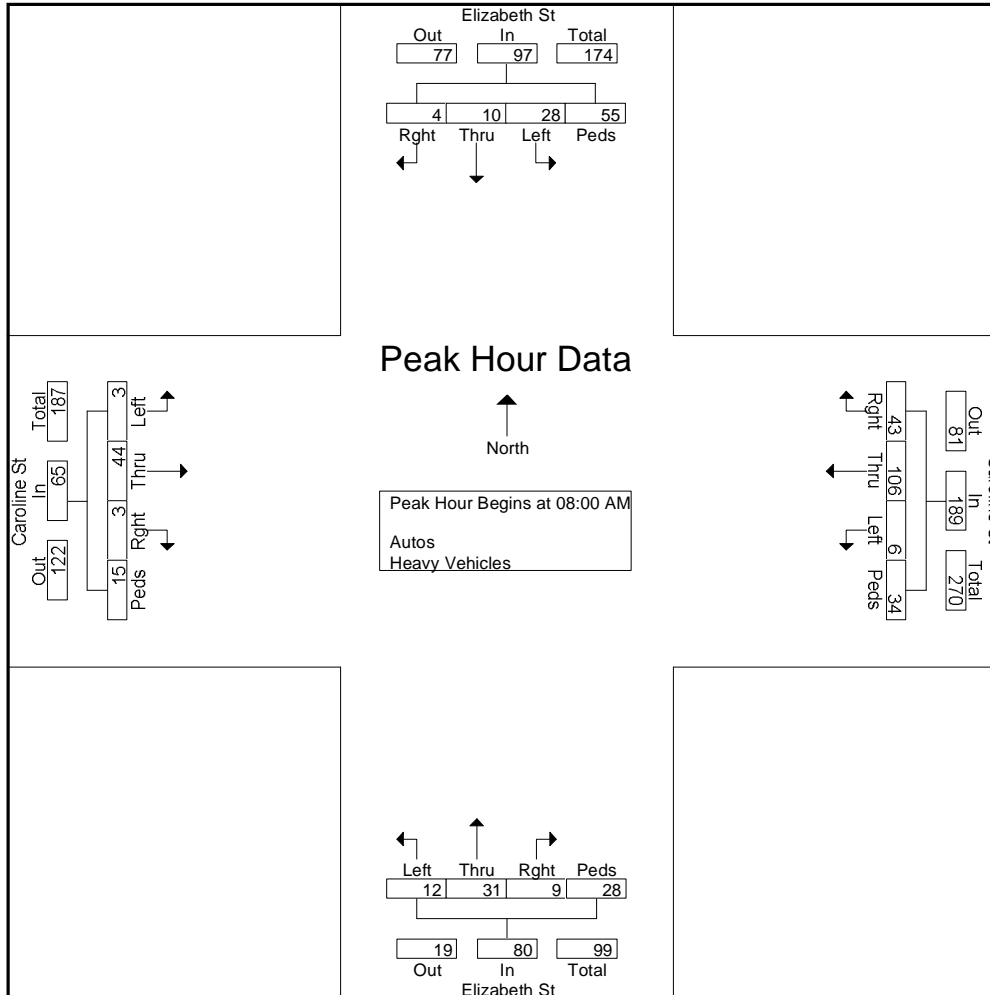 Elizabeth St
Out In Total
77 97 174
4 10 28 55
Rght Thru Left Peds
Peak Hour Data
North
Peak Hour Begins at 08:00 AM
Autos
Heavy Vehicles
Caroline St
Out In Total
122 65 187
Left Thru Rght Peds
3 44 3 15
Out In Total
81 189 270
Rght Thru Left Peds
43 106 6 34
Left Thru Rght Peds
12 31 9 28
19 80 99
Out In Total
Elizabeth St